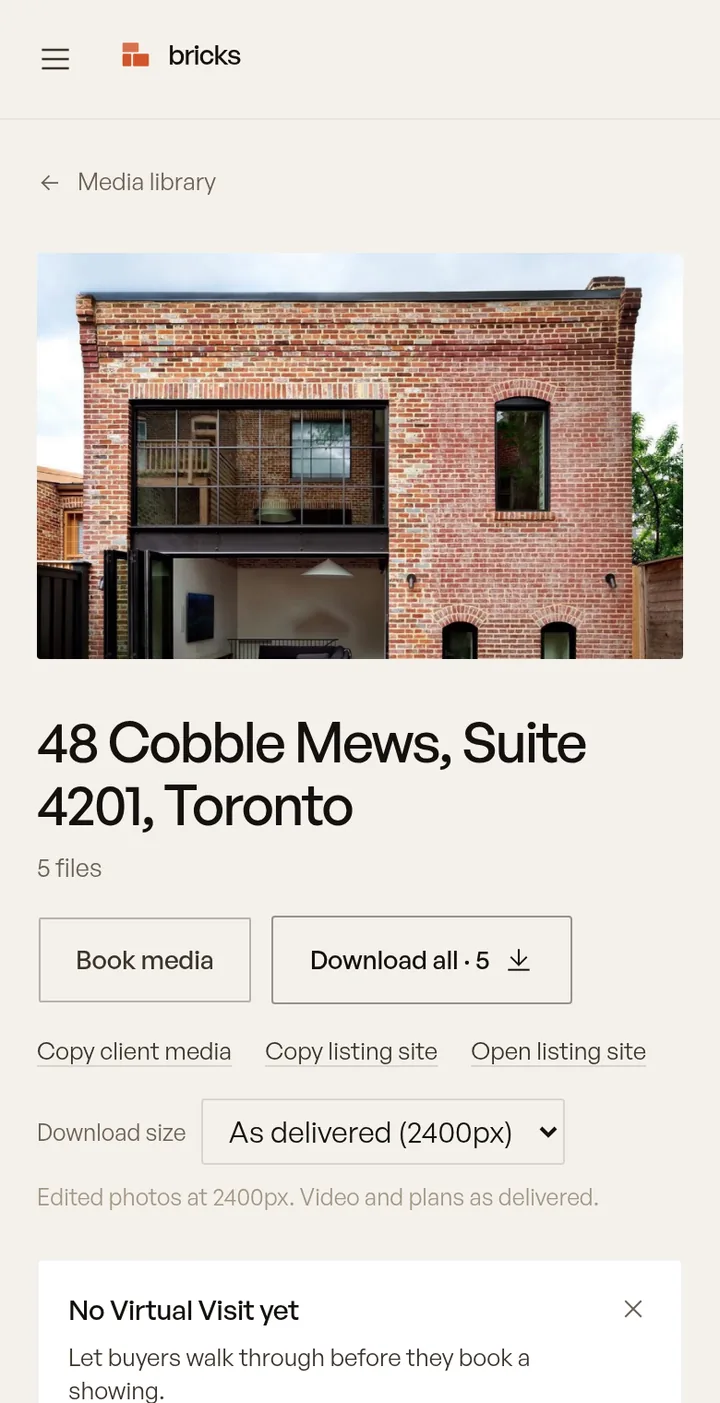 bricks
Media library
48 Cobble Mews, Suite
4201, Toronto
5 files
Book media
Download all · 5
Copy client media
Copy listing site
Open listing site
Download size
As delivered (2400px)
Edited photos at 2400px. Video and plans as delivered.
No Virtual Visit yet
Let buyers walk through before they book a
showing.